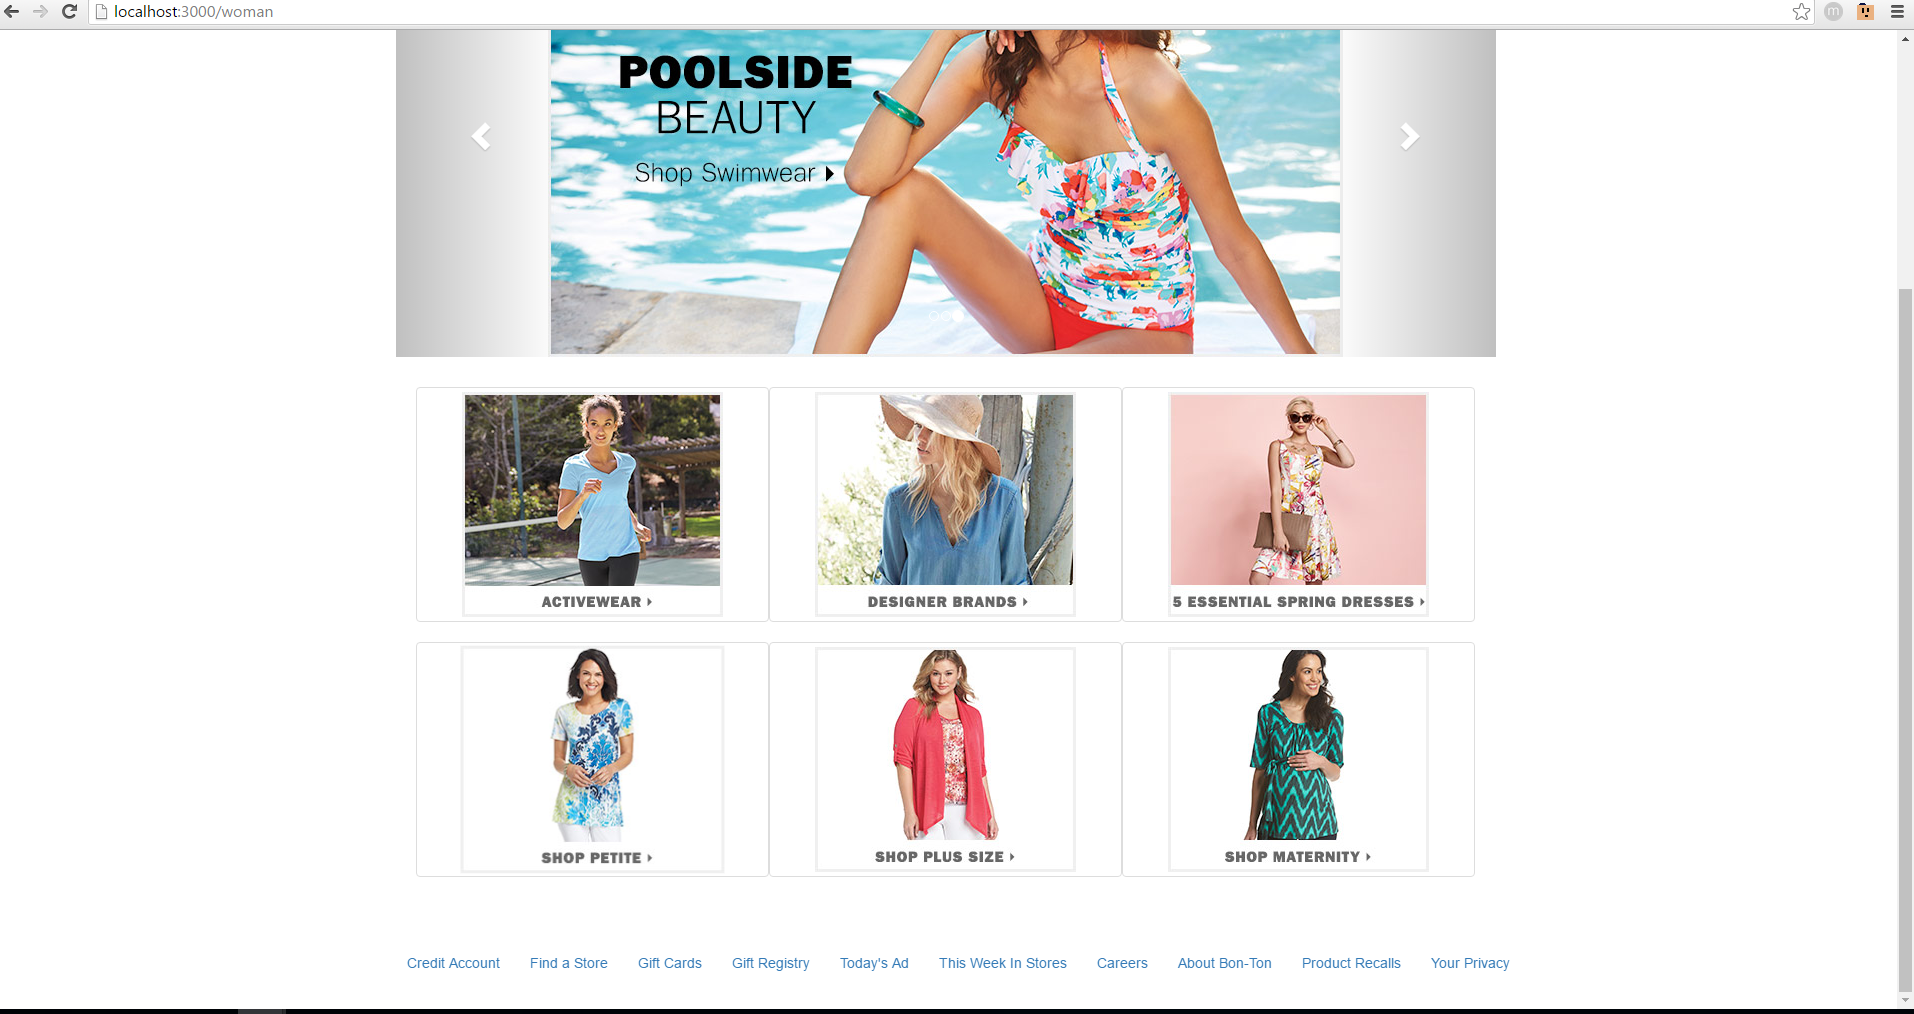 localhost:3000/woman
m
POOLSIDE
BEAUTY
Shop Swimwear
ACTIVEWEAR
DESIGNER BRANDS
5 ESSENTIAL SPRING DRESSES
SHOP PETITE
SHOP PLUS SIZE
SHOP MATERNITY
Credit Account Find a Store Gift Cards Gift Registry Today's Ad This Week In Stores Careers About Bon-Ton Product Recalls Your Privacy